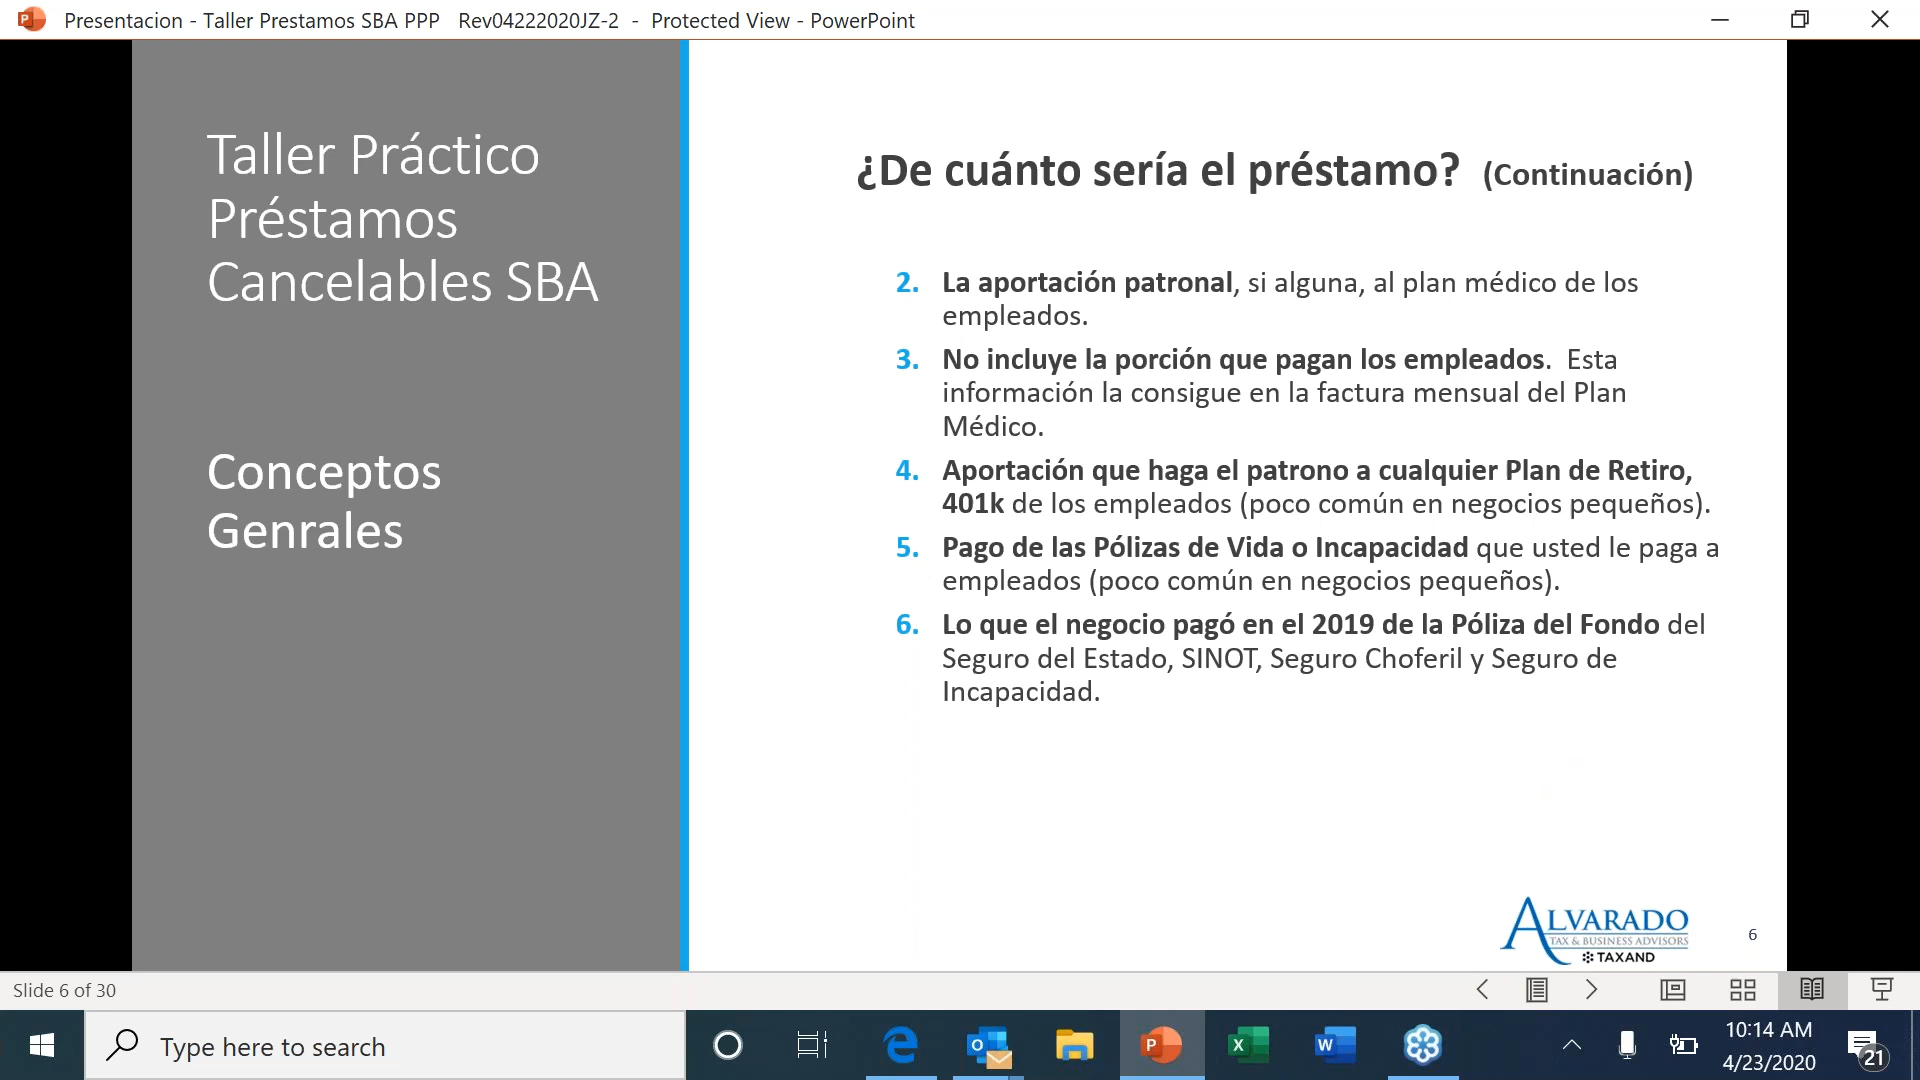 Presentacion - Taller Prestamos SBA PPP Rev04222020JZ-2 - Protected View - PowerPoint
Taller Práctico
Préstamos
Cancelables SBA
Conceptos
Genrales
¿De cuánto sería el préstamo? (Continuación)
2. La aportación patronal, si alguna, al plan médico de los
empleados.
3. No incluye la porción que pagan los empleados. Esta
información la consigue en la factura mensual del Plan
Médico.
4. Aportación que haga el patrono a cualquier Plan de Retiro,
401k de los empleados (poco común en negocios pequeños).
5. Pago de las Pólizas de Vida o Incapacidad que usted le paga a
empleados (poco común en negocios pequeños).
6. Lo que el negocio pagó en el 2019 de la Póliza del Fondo del
Seguro del Estado, SINOT, Seguro Choferil y Seguro de
Incapacidad.
ALVARADO
TAX & BUSINESS ADVISORS
TAXAND
6
Slide 6 of 30
Type here to search
10:14 AM
4/23/2020
21